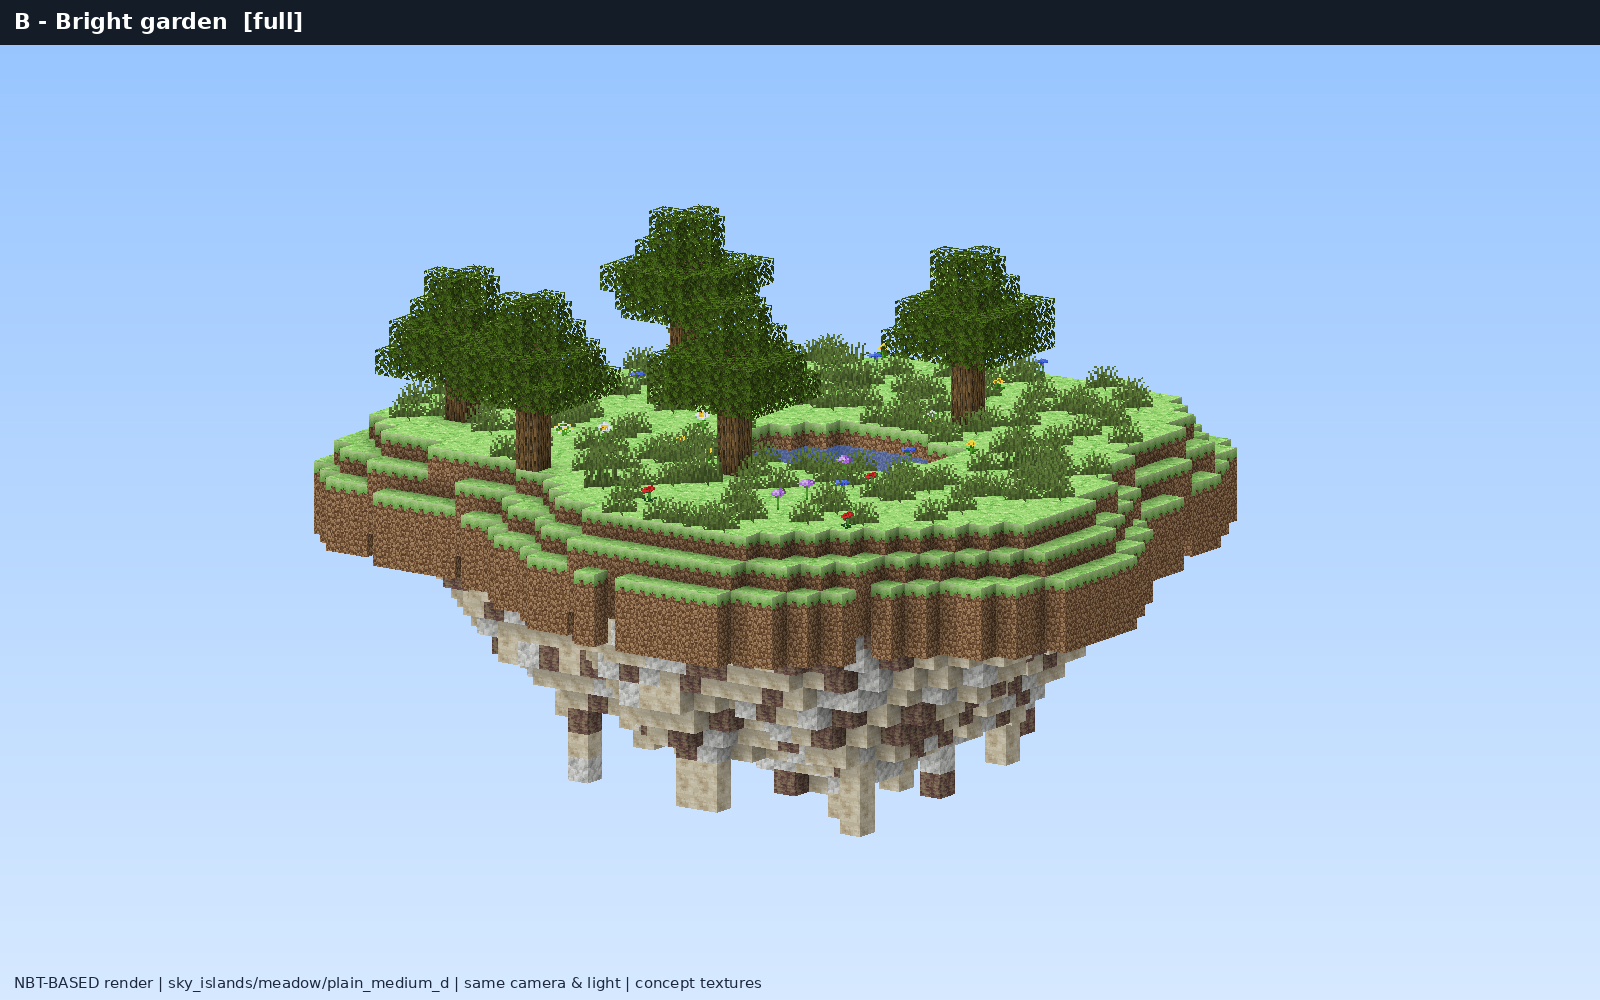 B - Bright garden [full]
NBT-BASED render | sky_islands/meadow/plain_medium_d | same camera & light | concept textures